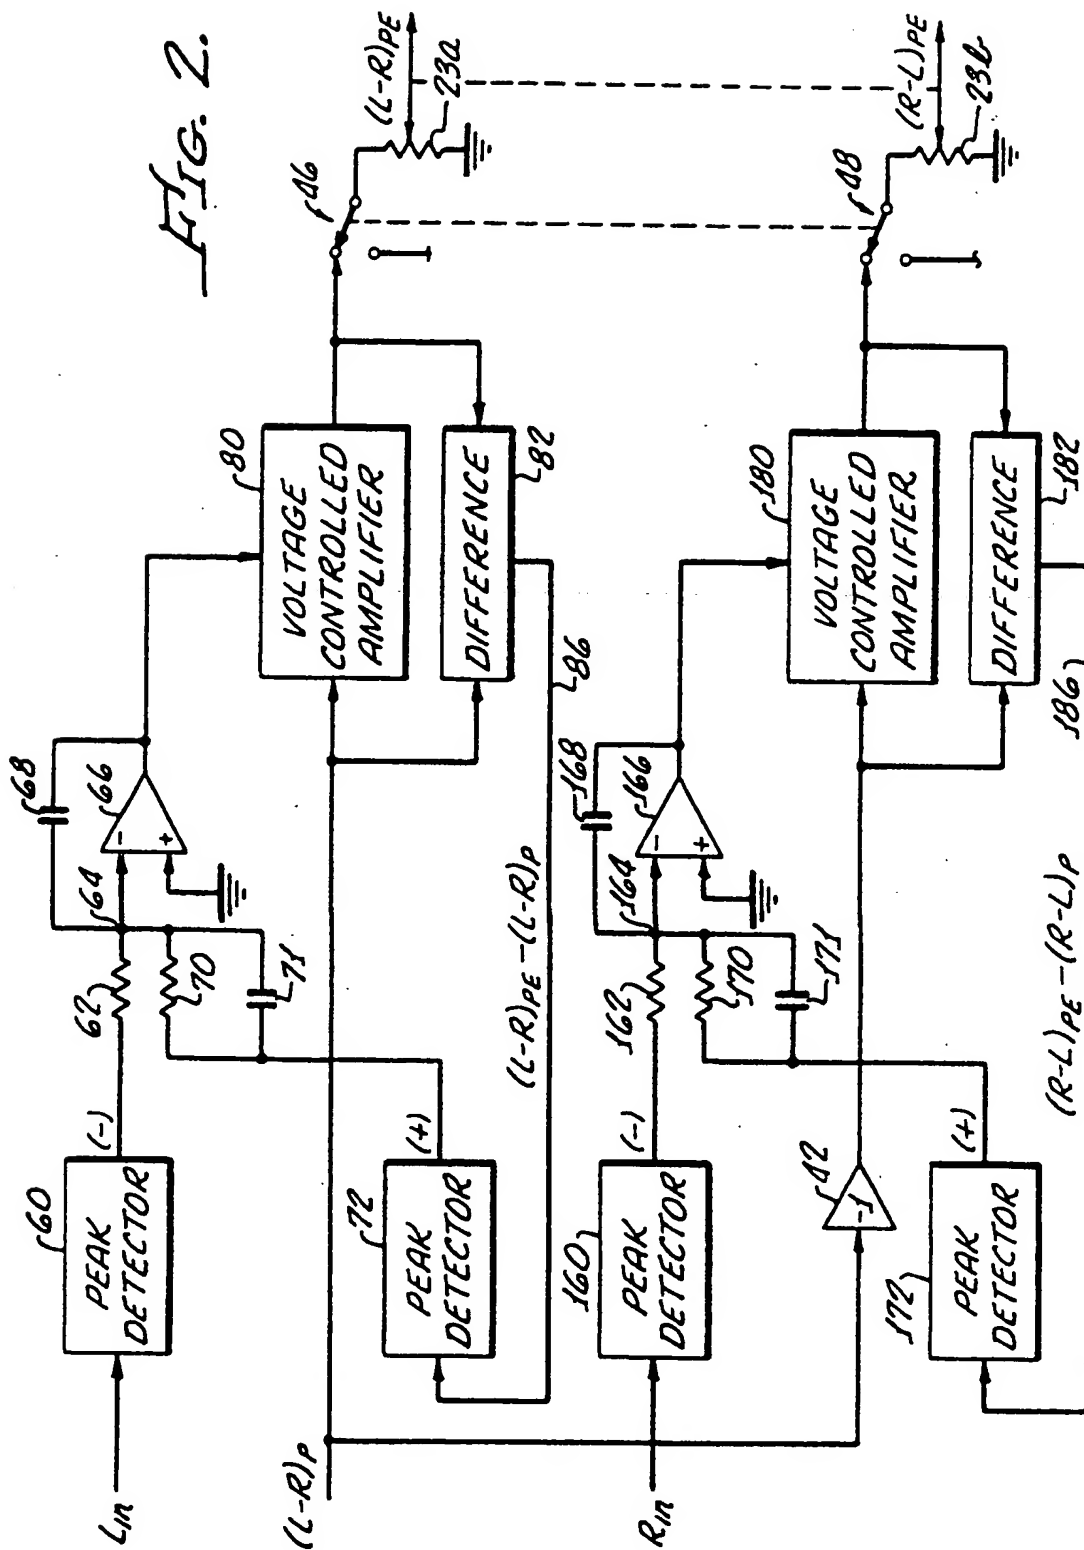 FIG. 2.
Lin
60
PEAK
DETECTOR
(-)
62
64
68
66
-
+
70
71
72
PEAK
DETECTOR
(+)
(L-R)P
80
VOLTAGE
CONTROLLED
AMPLIFIER
DIFFERENCE
82
86
(L-R)PE-(L-R)P
46
(L-R)PE
23a
Rin
160
PEAK
DETECTOR
(-)
162
164
168
166
-
+
170
171
172
PEAK
DETECTOR
(+)
42
-1
180
VOLTAGE
CONTROLLED
AMPLIFIER
DIFFERENCE
182
186
(R-L)PE-(R-L)P
48
(R-L)PE
23b